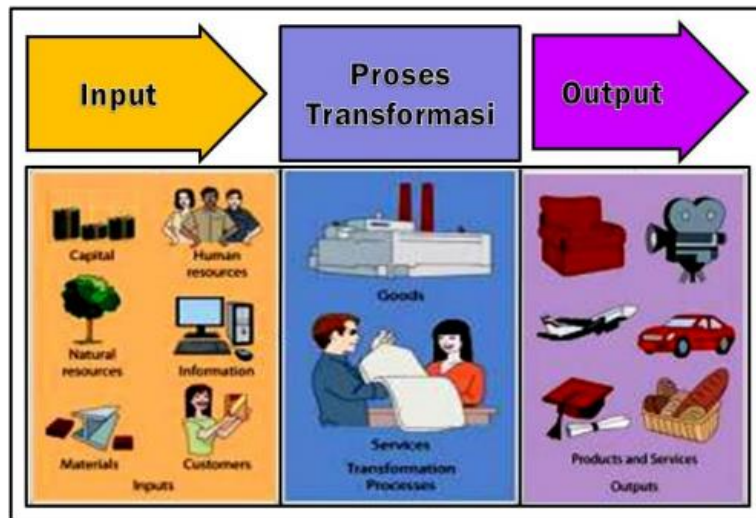 Input
Proses
Transformasi
Output
Capital
Human
resources
Natural
resources
Information
Materials
Customers
Inputs
Goods
Services
Transformation
Processes
Products and Services
Outputs